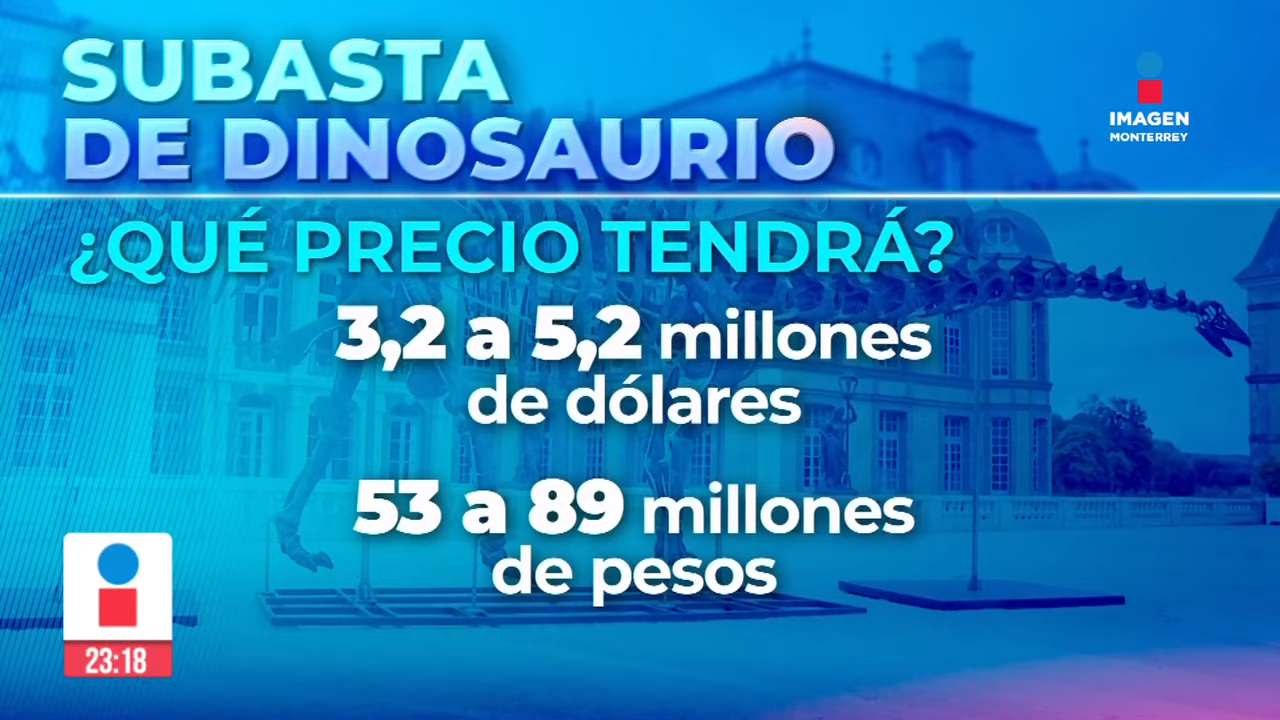 SUBASTA
DE DINOSAURIO
IMAGEN
MONTERREY
¿QUÉ PRECIO TENDRÁ?
3,2 a 5,2 millones
de dólares
53 a 89 millones
de pesos
23:18